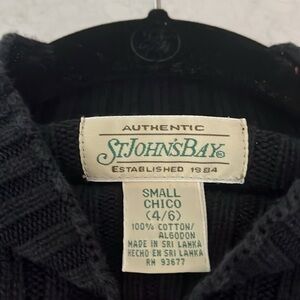 AUTHENTIC
ST.JOHN'SBAY®
ESTABLISHED 1984
SMALL
CHICO
(4/6)
100% COTTON/
ALGODON
MADE IN SRI LANKA
HECHO EN SRI LANKA
RN 93677